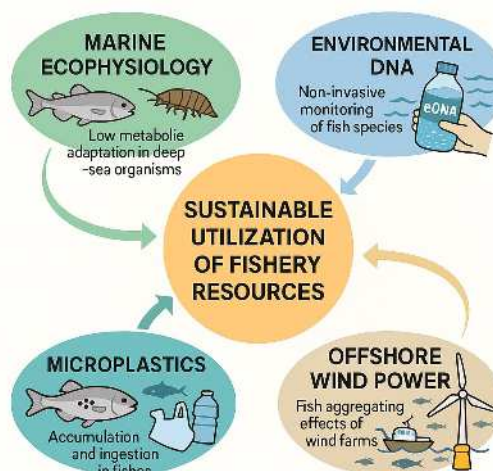 MARINE
ECOPHYSIOLOGY
Low metabolie
adaptation in deep
-sea organisms
ENVIRONMENTAL
DNA
Non-invasive
monitoring
of fish species
eDNA
SUSTAINABLE
UTILIZATION
OF FISHERY
RESOURCES
MICROPLASTICS
Accumulation
and ingestion
in fishes
OFFSHORE
WIND POWER
Fish aggregating
effects of
wind farms